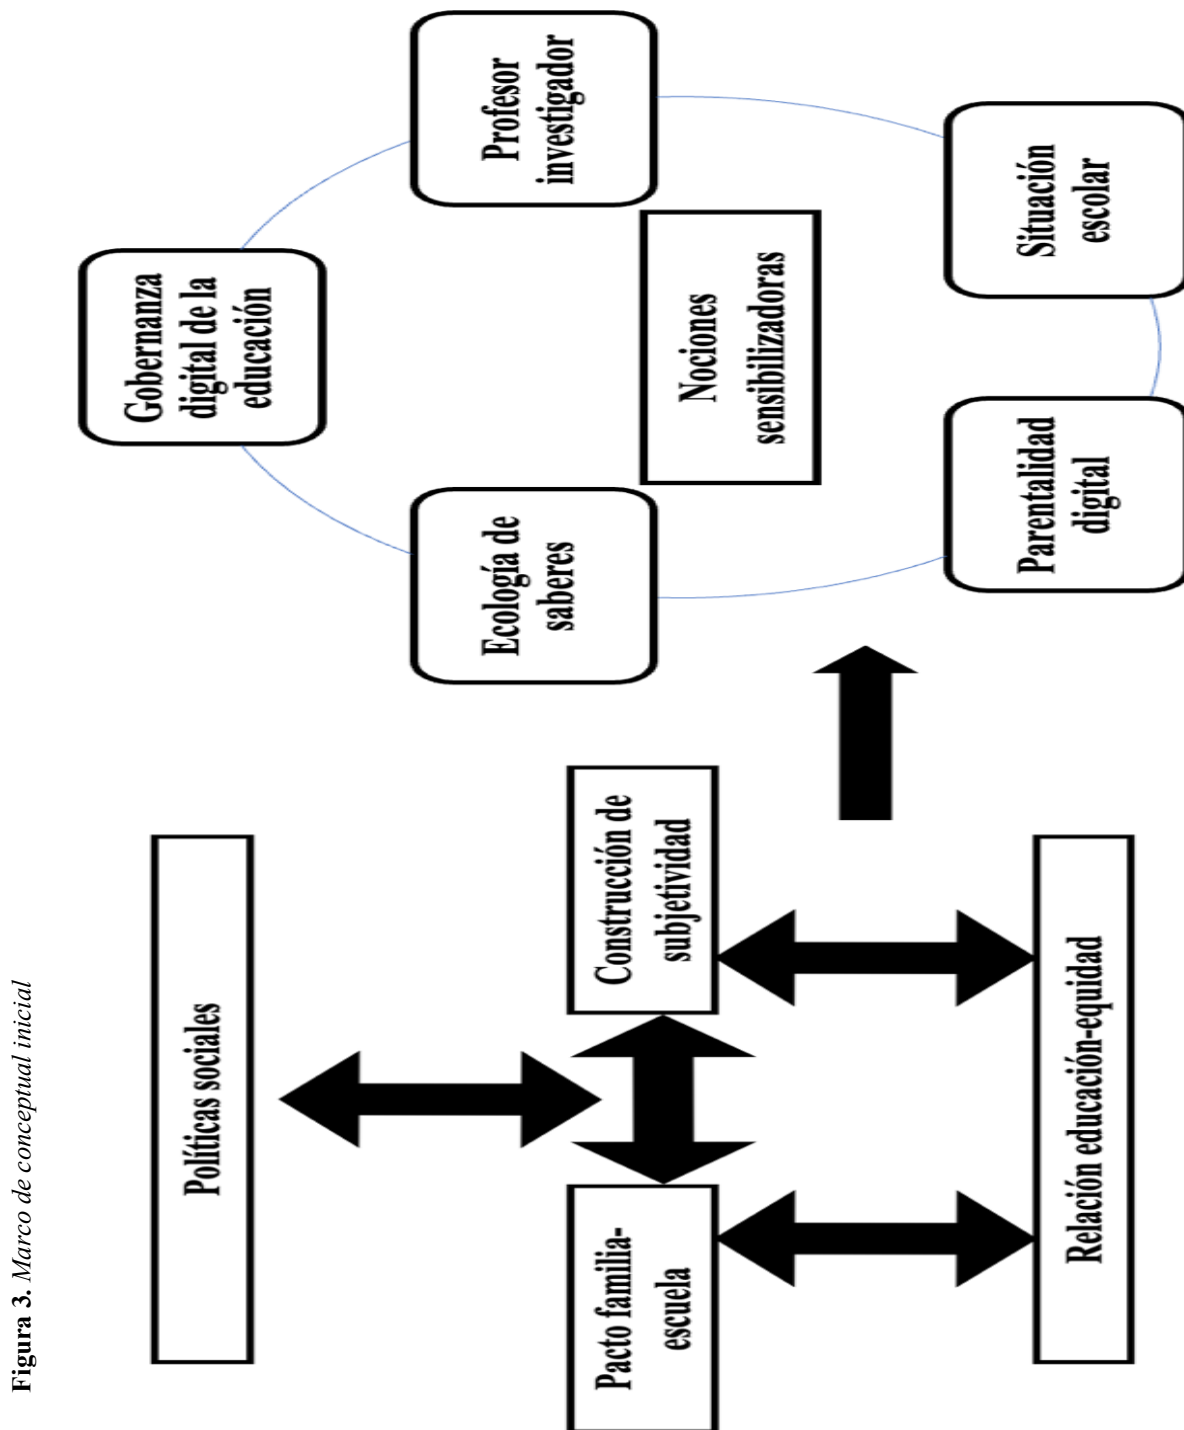 Figura 3. Marco de conceptual inicial
Políticas sociales
Pacto familia-
escuela
Construcción de
subjetividad
Relación educación-equidad
Gobernanza
digital de la
educación
Ecología de
saberes
Profesor
investigador
Nociones
sensibilizadoras
Parentalidad
digital
Situación
escolar